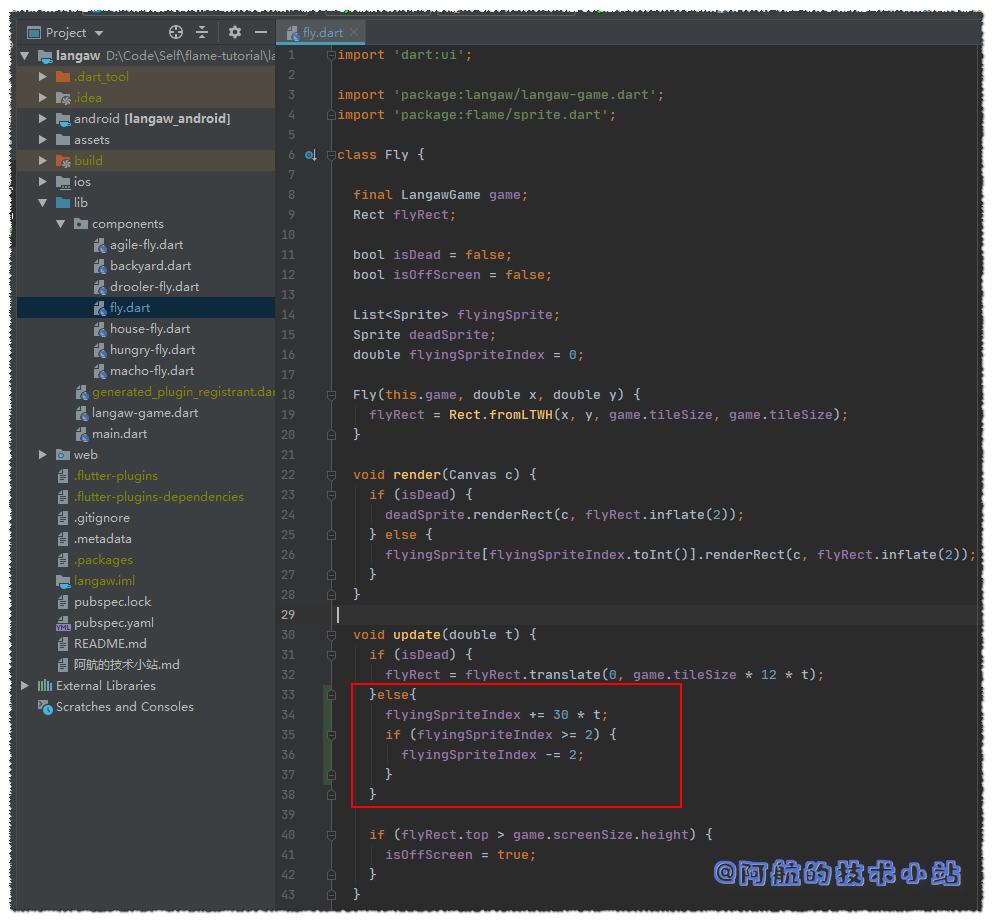 Project
fly.dart
langaw D:\Code\Self\flame-tutorial\la
.dart_tool
.idea
android [langaw_android]
assets
build
ios
lib
components
agile-fly.dart
backyard.dart
drooler-fly.dart
fly.dart
house-fly.dart
hungry-fly.dart
macho-fly.dart
generated_plugin_registrant.dar
langaw-game.dart
main.dart
web
.flutter-plugins
.flutter-plugins-dependencies
.gitignore
.metadata
.packages
langaw.iml
pubspec.lock
pubspec.yaml
README.md
阿航的技术小站.md
External Libraries
Scratches and Consoles
1 import 'dart:ui';
2
3 import 'package:langaw/langaw-game.dart';
4 import 'package:flame/sprite.dart';
5
6 class Fly {
7
8 final LangawGame game;
9 Rect flyRect;
10
11 bool isDead = false;
12 bool isOffScreen = false;
13
14 List<Sprite> flyingSprite;
15 Sprite deadSprite;
16 double flyingSpriteIndex = 0;
17
18 Fly(this.game, double x, double y) {
19 flyRect = Rect.fromLTWH(x, y, game.tileSize, game.tileSize);
20 }
21
22 void render(Canvas c) {
23 if (isDead) {
24 deadSprite.renderRect(c, flyRect.inflate(2));
25 } else {
26 flyingSprite[flyingSpriteIndex.toInt()].renderRect(c, flyRect.inflate(2));
27 }
28 }
29
30 void update(double t) {
31 if (isDead) {
32 flyRect = flyRect.translate(0, game.tileSize * 12 * t);
33 }else{
34 flyingSpriteIndex += 30 * t;
35 if (flyingSpriteIndex >= 2) {
36 flyingSpriteIndex -= 2;
37 }
38 }
39
40 if (flyRect.top > game.screenSize.height) {
41 isOffScreen = true;
42 }
43 }
@阿航的技术小站